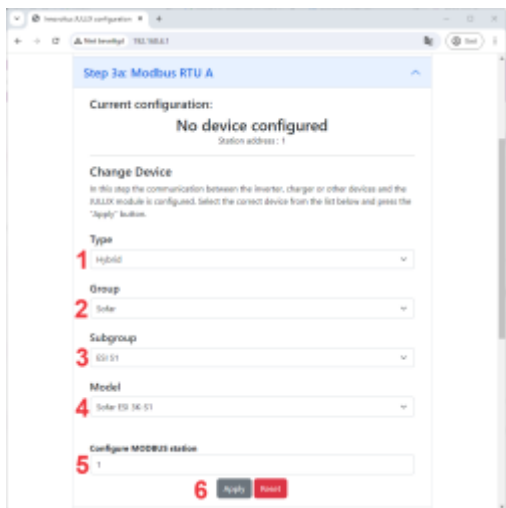 Step 3a: Modbus RTU A
Current configuration:
No device configured
Station address : 1
Change Device
In this step the communication between the inverter, charger or other devices and the
module is configured. Select the correct device from the list below and press the
"Apply" button.
Type
1 Hybrid
Group
2 Sofar
Subgroup
3 ESI S1
Model
4 Sofar ESI 3K-S1
Configure MODBUS station
5 1
6 Apply Reset